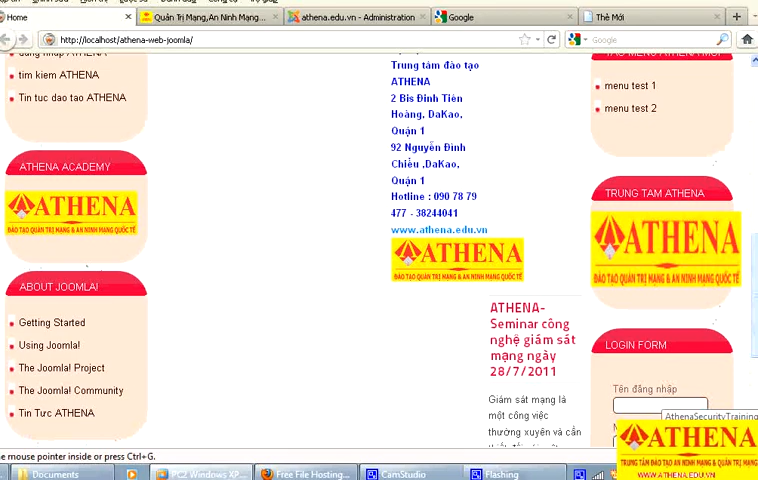 Home
Quản Trị Mạng,An Ninh Mạng...
athena.edu.vn - Administration
Google
Thẻ Mới
http://localhost/athena-web-joomla/
Google
tim kiem ATHENA
Tin tuc dao tao ATHENA
ATHENA ACADEMY
ATHENA
ĐÀO TẠO QUẢN TRỊ MẠNG & AN NINH MẠNG QUỐC TẾ
ABOUT JOOMLA!
Getting Started
Using Joomla!
The Joomla! Project
The Joomla! Community
Tin Tức ATHENA
Trung tâm đào tạo
ATHENA
2 Bis Đinh Tiên
Hoàng, DaKao,
Quận 1
92 Nguyễn Đình
Chiểu ,DaKao,
Quận 1
Hotline : 090 78 79
477 - 38244041
www.athena.edu.vn
ATHENA
ĐÀO TẠO QUẢN TRỊ MẠNG & AN NINH MẠNG QUỐC TẾ
ATHENA-
Seminar công
nghệ giám sát
mạng ngày
28/7/2011
Giám sát mạng là
một công việc
thường xuyên và cần
menu test 1
menu test 2
TRUNG TAM ATHENA
ATHENA
ĐÀO TẠO QUẢN TRỊ MẠNG & AN NINH MẠNG QUỐC TẾ
LOGIN FORM
Tên đăng nhập
AthenaSecurityTraining
ATHENA
TRUNG TÂM ĐÀO TẠO QUẢN TRỊ MẠNG & AN NINH MẠNG QUỐC TẾ
WWW.ATHENA.EDU.VN
e mouse pointer inside or press Ctrl+G.
Documents
PC2 Windows XP...
Free File Hosting...
CamStudio
Flashing